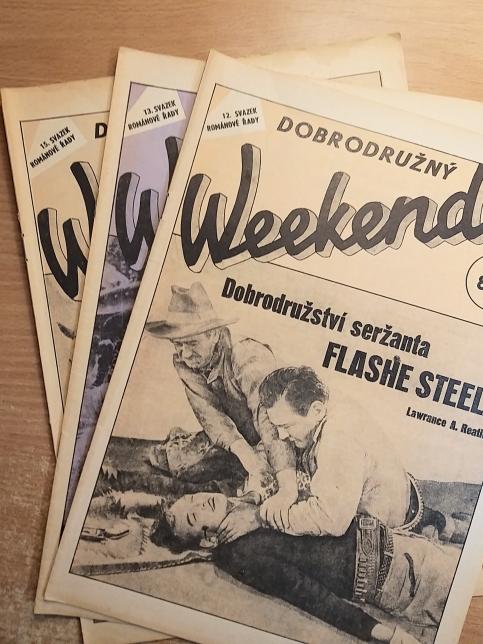 15. SVAZEK
ROMÁNOVÉ ŘADY
D
W
13. SVAZEK
ROMÁNOVÉ ŘADY
W
12. SVAZEK
ROMÁNOVÉ ŘADY
DOBRODRUŽNÝ
Weekend
8
Dobrodružství seržanta
FLASHE STEEL
Lawrance A. Reath